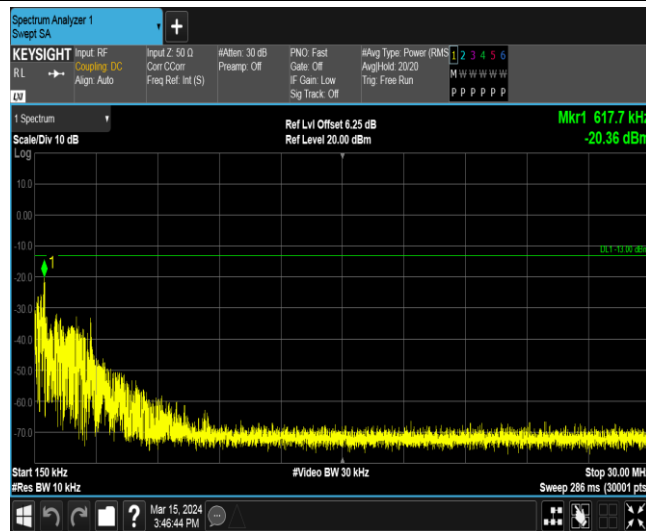 Spectrum Analyzer 1
Swept SA
KEYSIGHT
RL
LXI
Input: RF
Coupling: DC
Align: Auto
Input Z: 50 Ω
Corr CCorr
Freq Ref: Int (S)
#Atten: 30 dB
Preamp: Off
PNO: Fast
Gate: Off
IF Gain: Low
Sig Track: Off
#Avg Type: Power (RMS
Avg|Hold: 20/20
Trig: Free Run
1 2 3 4 5 6
M W W W W W
P P P P P P
1 Spectrum
Scale/Div 10 dB
Log
Ref Lvl Offset 6.25 dB
Ref Level 20.00 dBm
Mkr1 617.7 kHz
-20.36 dBm
10.0
0.00
-10.0
-20.0
-30.0
-40.0
-50.0
-60.0
-70.0
DL1 -13.00 dBm
1
Start 150 kHz
#Res BW 10 kHz
#Video BW 30 kHz
Stop 30.00 MHz
Sweep 286 ms (30001 pts)
?
Mar 15, 2024
3:46:44 PM